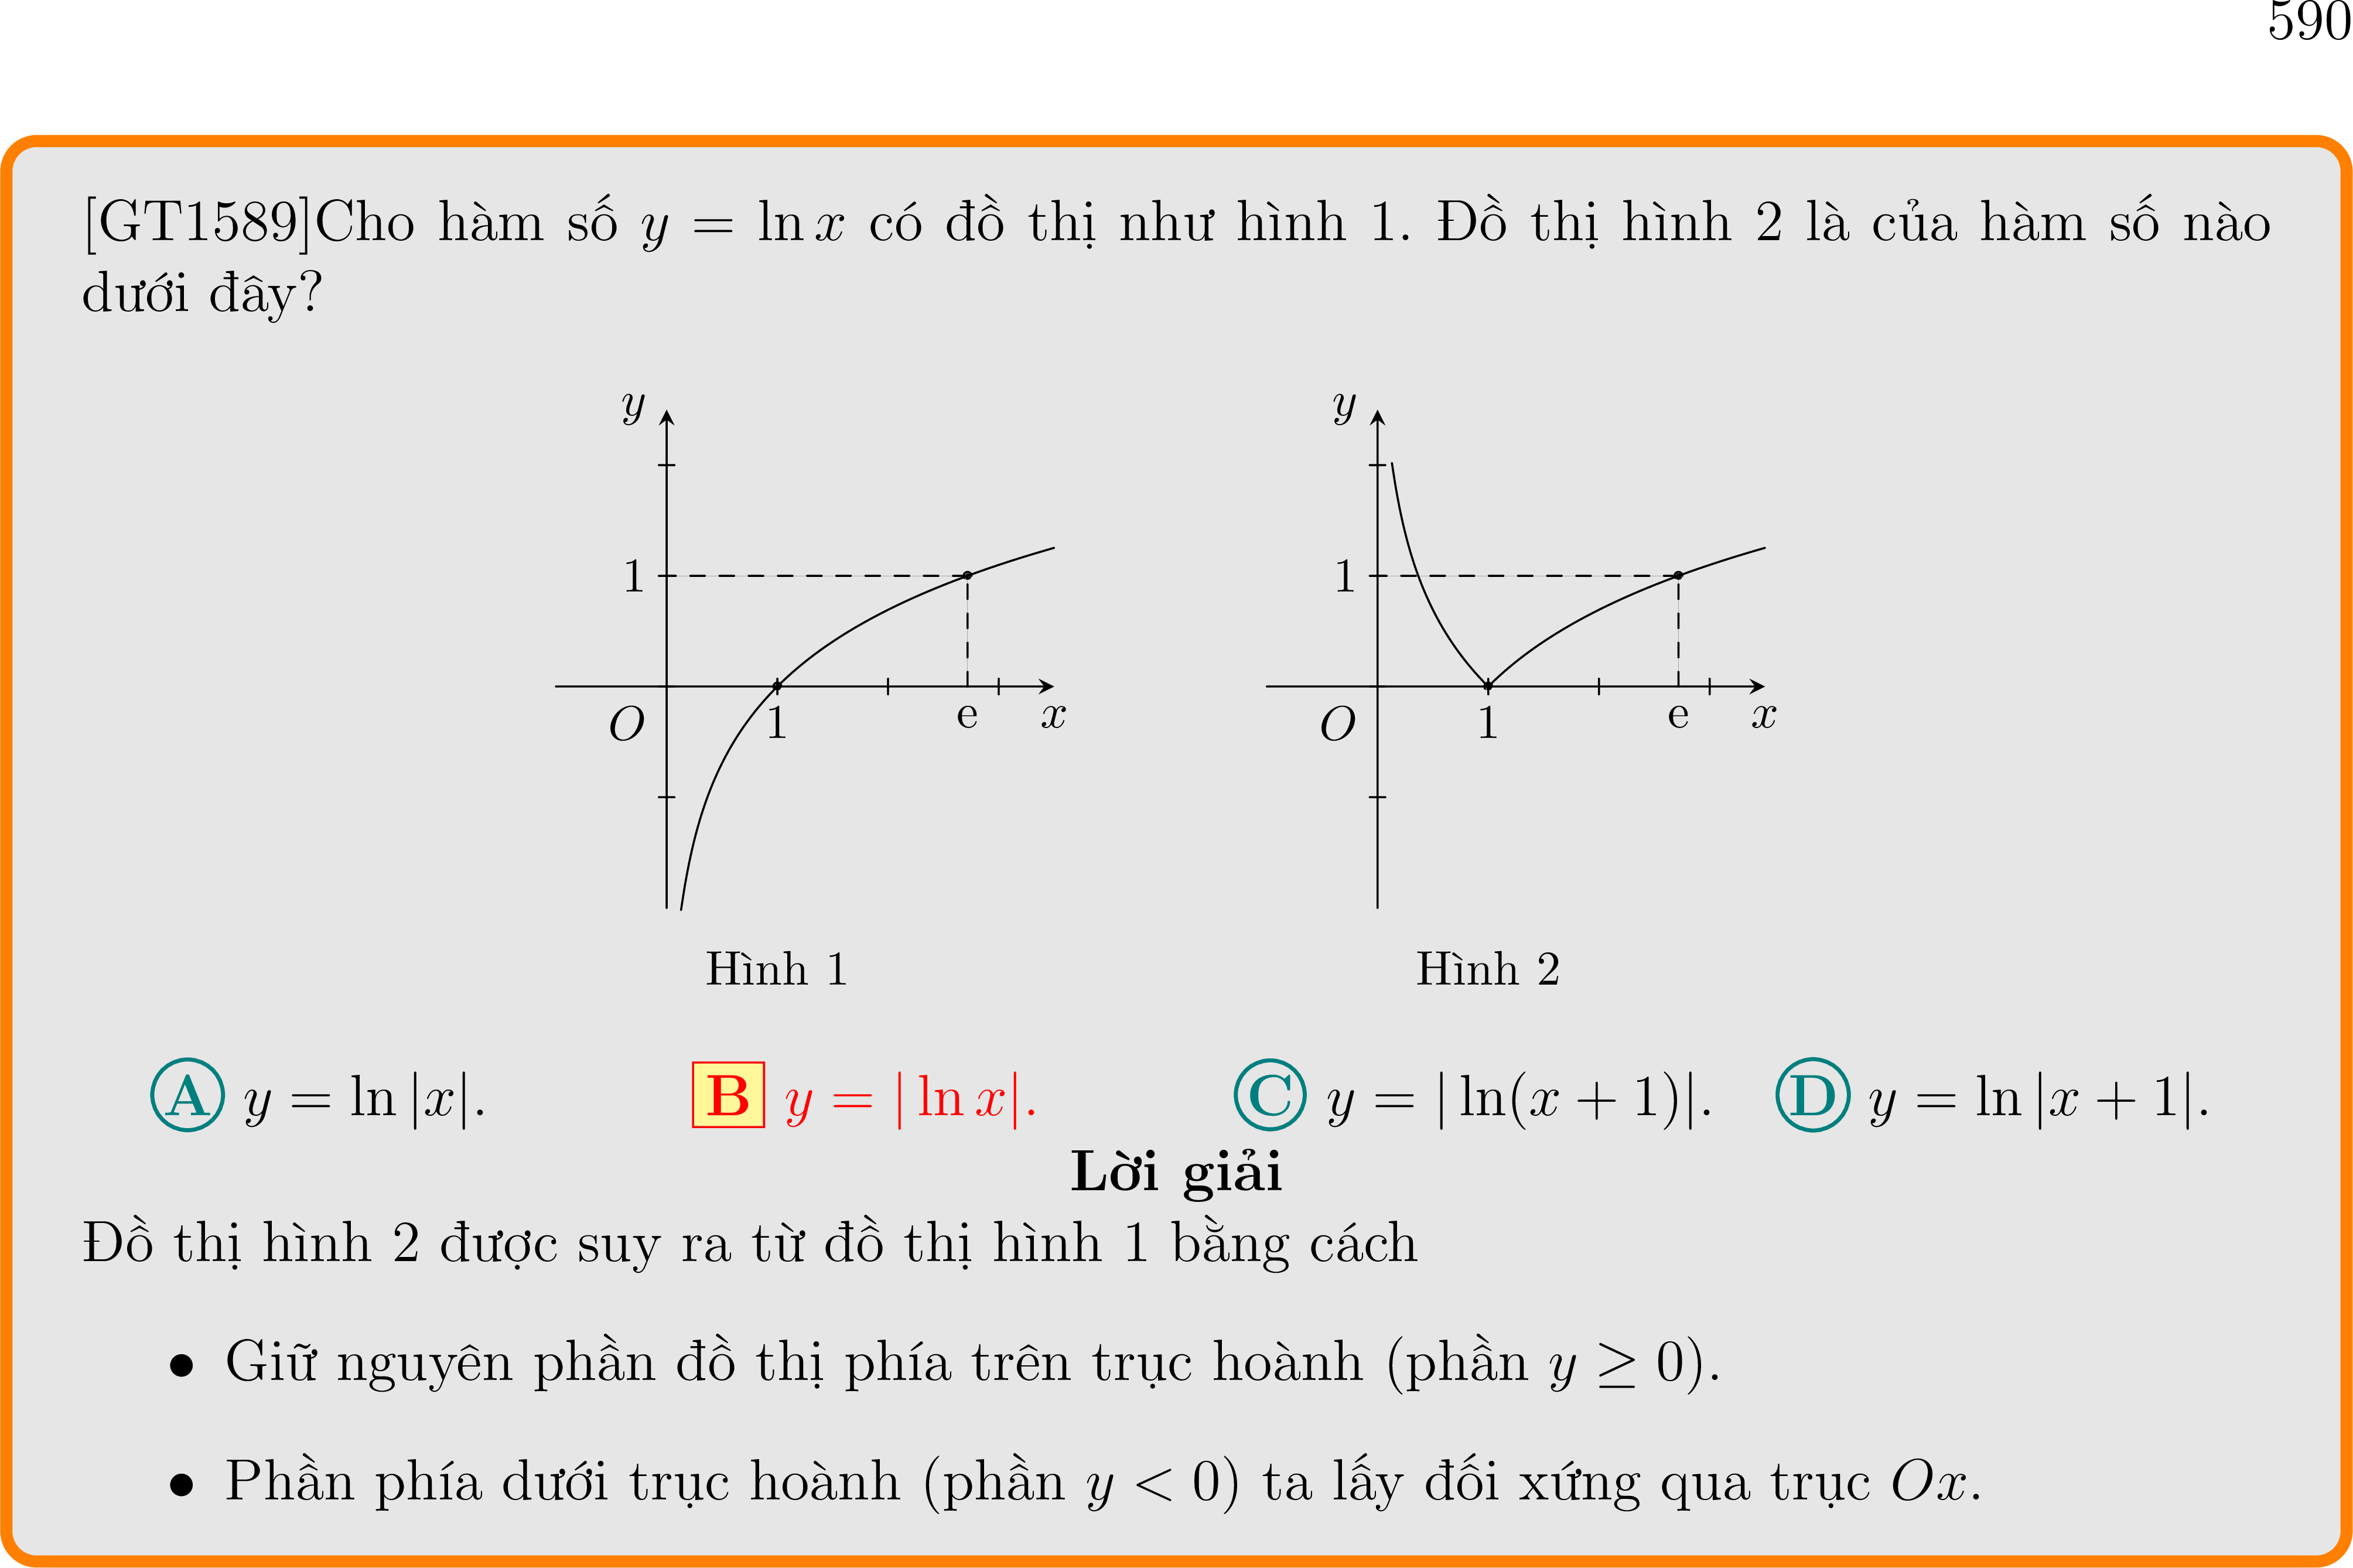 590
[GT1589]Cho hàm số y = ln x có đồ thị như hình 1. Đồ thị hình 2 là của hàm số nào
dưới đây?
y
1
O
1
e
x
Hình 1
y
1
O
1
e
x
Hình 2
A y = ln |x|. B y = | ln x|. C y = | ln(x + 1)|. D y = ln |x + 1|.
Lời giải
Đồ thị hình 2 được suy ra từ đồ thị hình 1 bằng cách
• Giữ nguyên phần đồ thị phía trên trục hoành (phần y ≥ 0).
• Phần phía dưới trục hoành (phần y < 0) ta lấy đối xứng qua trục Ox.